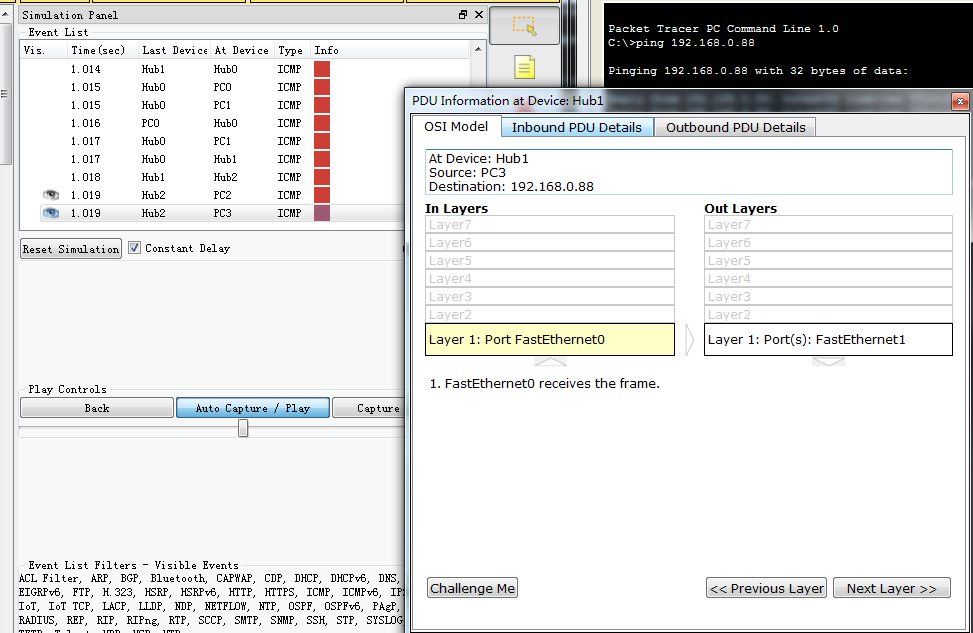 Simulation Panel
Event List
Vis. Time(sec) Last Device At Device Type Info
1.014 Hub1 Hub0 ICMP
1.015 Hub0 PC0 ICMP
1.015 Hub0 PC1 ICMP
1.016 PC0 Hub0 ICMP
1.017 Hub0 PC1 ICMP
1.017 Hub0 Hub1 ICMP
1.018 Hub1 Hub2 ICMP
1.019 Hub2 PC2 ICMP
1.019 Hub2 PC3 ICMP
Reset Simulation Constant Delay
Play Controls
Back Auto Capture / Play Capture
Event List Filters - Visible Events
ACL Filter, ARP, BGP, Bluetooth, CAPWAP, CDP, DHCP, DHCPv6, DNS,
EIGRPv6, FTP, H.323, HSRP, HSRPv6, HTTP, HTTPS, ICMP, ICMPv6,
IoT, IoT TCP, LACP, LLDP, NDP, NETFLOW, NTP, OSPF, OSPFv6, PAgP,
RADIUS, REP, RIP, RIPng, RTP, SCCP, SMTP, SNMP, SSH, STP, SYSLOG
Packet Tracer PC Command Line 1.0
C:\>ping 192.168.0.88
Pinging 192.168.0.88 with 32 bytes of data:
PDU Information at Device: Hub1
OSI Model Inbound PDU Details Outbound PDU Details
At Device: Hub1
Source: PC3
Destination: 192.168.0.88
In Layers Out Layers
Layer7 Layer7
Layer6 Layer6
Layer5 Layer5
Layer4 Layer4
Layer3 Layer3
Layer2 Layer2
Layer 1: Port FastEthernet0 Layer 1: Port(s): FastEthernet1
1. FastEthernet0 receives the frame.
Challenge Me << Previous Layer Next Layer >>